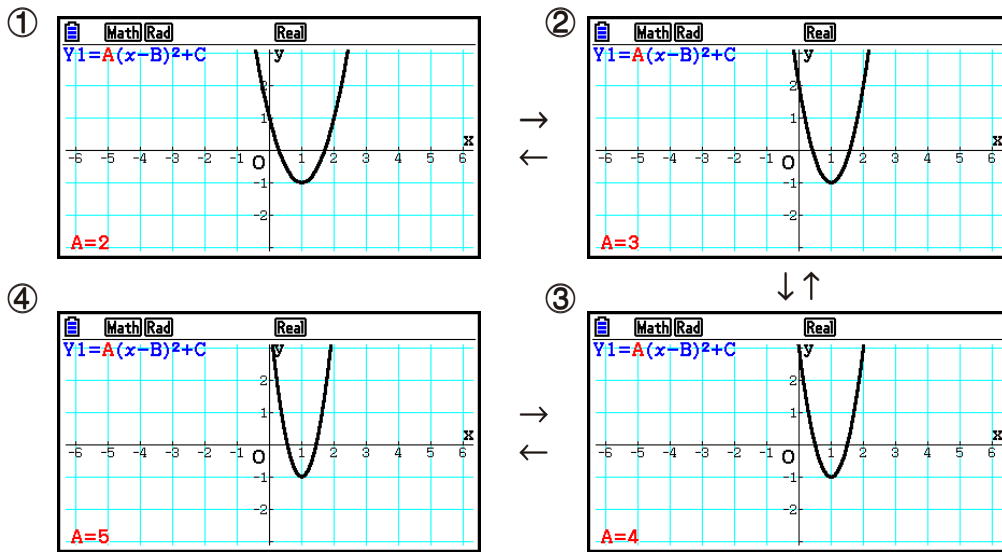 ①
Math Rad Real
Y1=A(x-B)²+C
y
2
1
x
-6 -5 -4 -3 -2 -1 O 1 2 3 4 5 6
-1
-2
A=2
→
←
②
Math Rad Real
Y1=A(x-B)²+C
y
2
1
x
-6 -5 -4 -3 -2 -1 O 1 2 3 4 5 6
-1
-2
A=3
↓↑
④
Math Rad Real
Y1=A(x-B)²+C
y
2
1
x
-6 -5 -4 -3 -2 -1 O 1 2 3 4 5 6
-1
-2
A=5
→
←
③
Math Rad Real
Y1=A(x-B)²+C
y
2
1
x
-6 -5 -4 -3 -2 -1 O 1 2 3 4 5 6
-1
-2
A=4